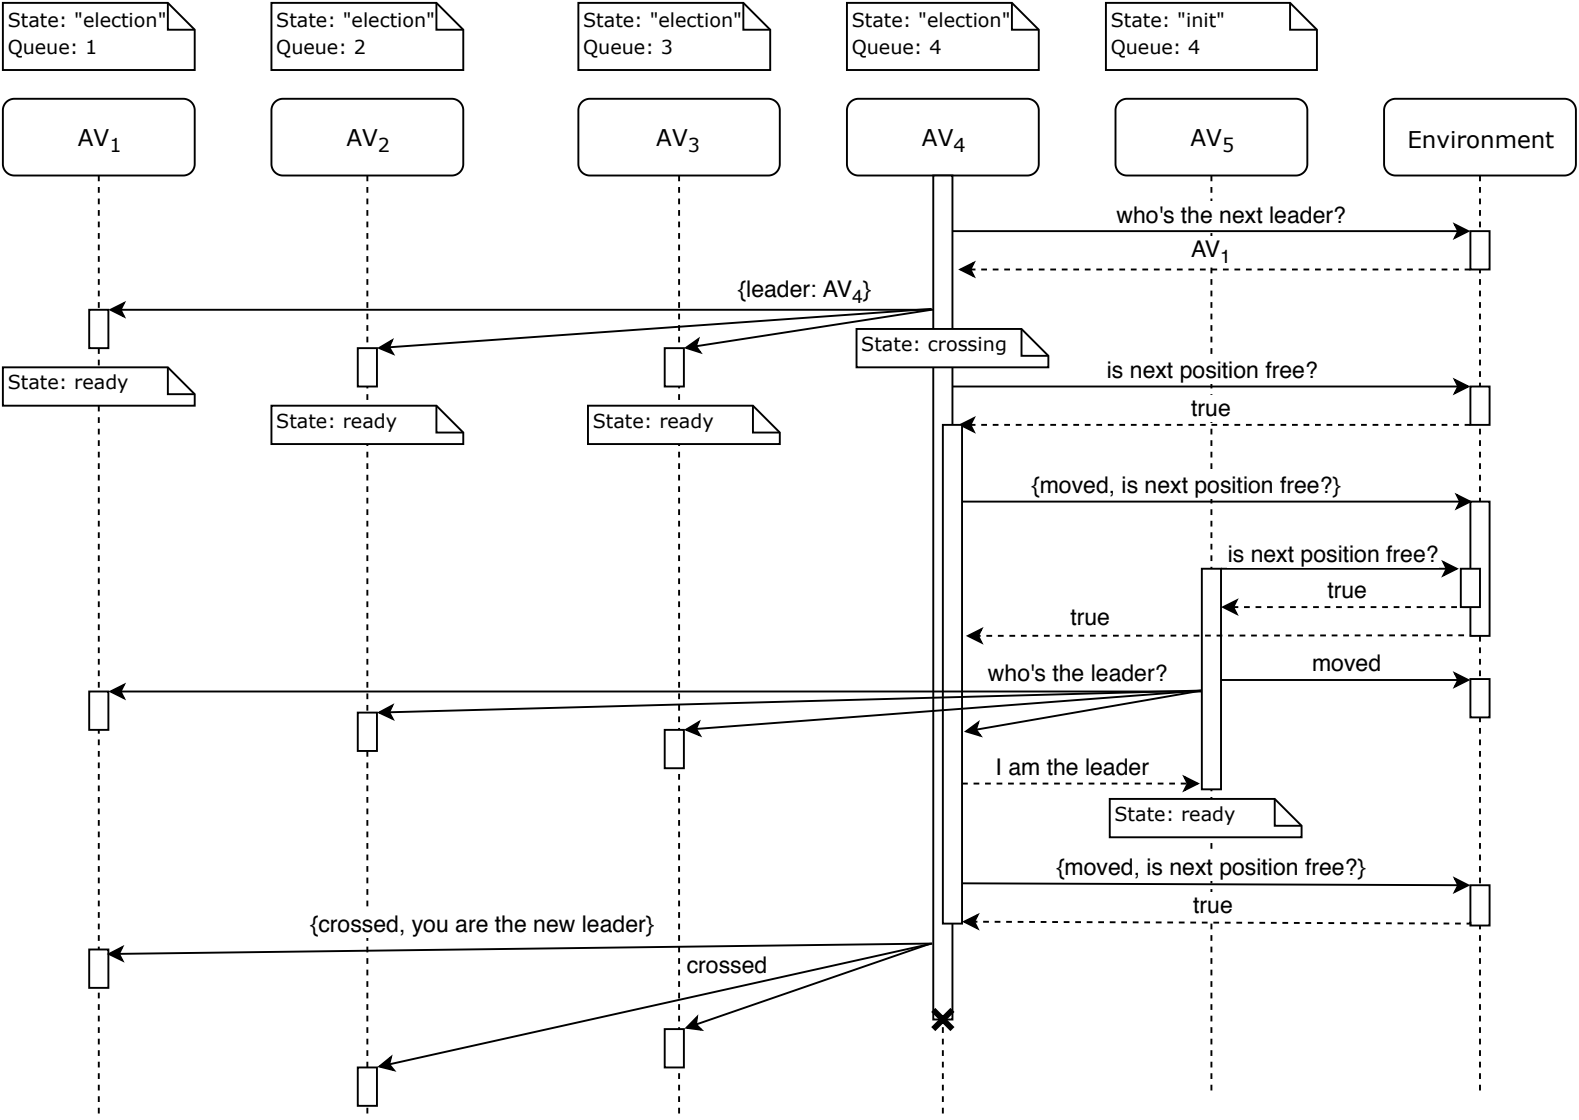 State: "election"
Queue: 1
State: "election"
Queue: 2
State: "election"
Queue: 3
State: "election"
Queue: 4
State: "init"
Queue: 4
AV1
AV2
AV3
AV4
AV5
Environment
who's the next leader?
AV1
{leader: AV4}
State: crossing
is next position free?
State: ready
true
State: ready
State: ready
{moved, is next position free?}
is next position free?
true
true
who's the leader?
moved
I am the leader
State: ready
{moved, is next position free?}
true
{crossed, you are the new leader}
crossed